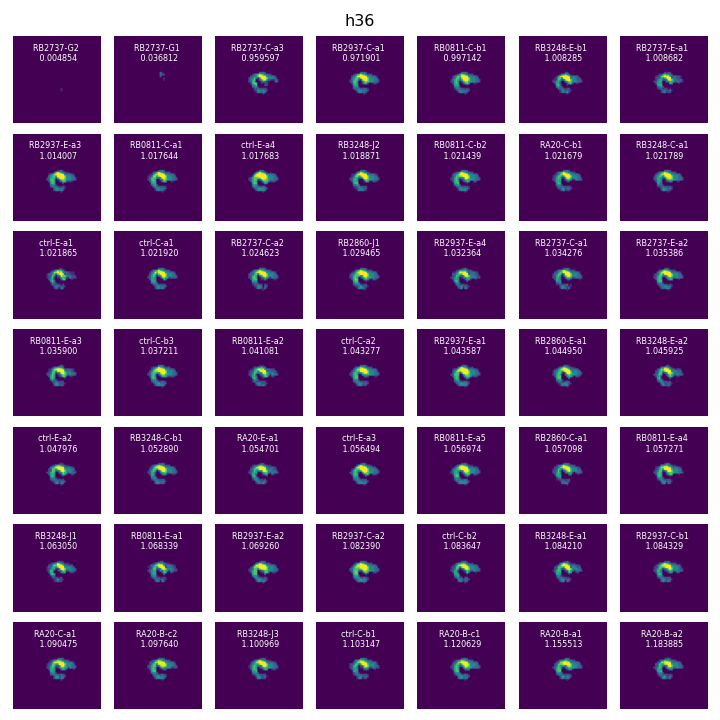 h36
RB2737-G2
0.004854
RB2737-G1
0.036812
RB2737-C-a3
0.959597
RB2937-C-a1
0.971901
RB0811-C-b1
0.997142
RB3248-E-b1
1.008285
RB2737-E-a1
1.008682
RB2937-E-a3
1.014007
RB0811-C-a1
1.017644
ctrl-E-a4
1.017683
RB3248-J2
1.018871
RB0811-C-b2
1.021439
RA20-C-b1
1.021679
RB3248-C-a1
1.021789
ctrl-E-a1
1.021865
ctrl-C-a1
1.021920
RB2737-C-a2
1.024623
RB2860-J1
1.029465
RB2937-E-a4
1.032364
RB2737-C-a1
1.034276
RB2737-E-a2
1.035386
RB0811-E-a3
1.035900
ctrl-C-b3
1.037211
RB0811-E-a2
1.041081
ctrl-C-a2
1.043277
RB2937-E-a1
1.043587
RB2860-E-a1
1.044950
RB3248-E-a2
1.045925
ctrl-E-a2
1.047976
RB3248-C-b1
1.052890
RA20-E-a1
1.054701
ctrl-E-a3
1.056494
RB0811-E-a5
1.056974
RB2860-C-a1
1.057098
RB0811-E-a4
1.057271
RB3248-J1
1.063050
RB0811-E-a1
1.068339
RB2937-E-a2
1.069260
RB2937-C-a2
1.082390
ctrl-C-b2
1.083647
RB3248-E-a1
1.084210
RB2937-C-b1
1.084329
RA20-C-a1
1.090475
RA20-B-c2
1.097640
RB3248-J3
1.100969
ctrl-C-b1
1.103147
RA20-B-c1
1.120629
RA20-B-a1
1.155513
RA20-B-a2
1.183885